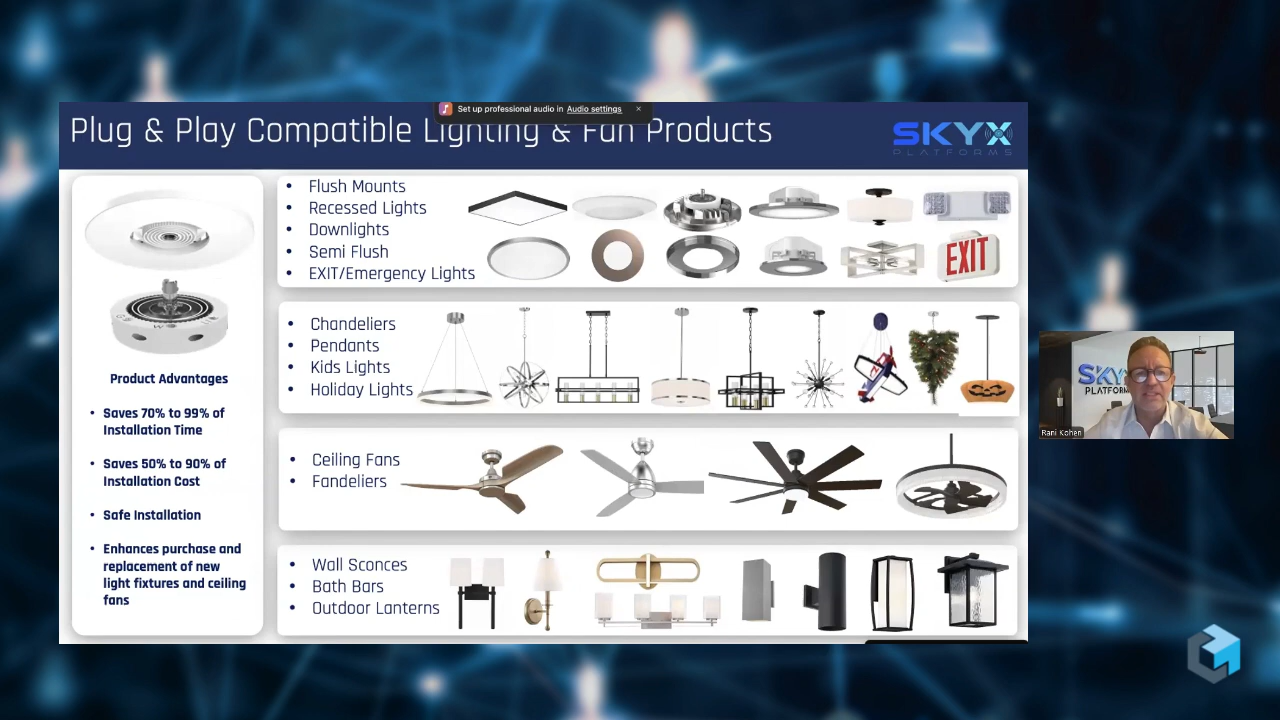 Set up professional audio in Audio settings ×
Plug & Play Compatible Lighting & Fan Products
SKYX
PLATFORMS
Product Advantages
• Saves 70% to 99% of
Installation Time
• Saves 50% to 90% of
Installation Cost
• Safe Installation
• Enhances purchase and
replacement of new
light fixtures and ceiling
fans
• Flush Mounts
• Recessed Lights
• Downlights
• Semi Flush
• EXIT/Emergency Lights
EXIT
• Chandeliers
• Pendants
• Kids Lights
• Holiday Lights
• Ceiling Fans
• Fandeliers
• Wall Sconces
• Bath Bars
• Outdoor Lanterns
Rani Kohen